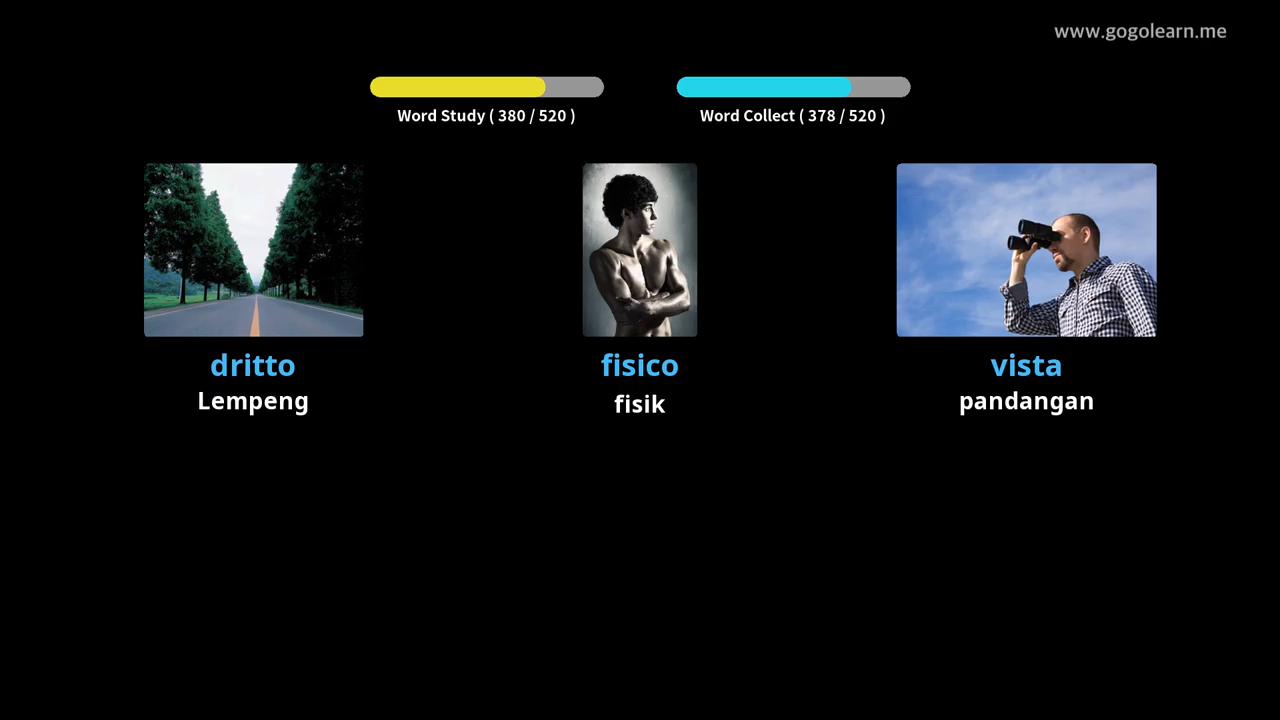 www.gogolearn.me
Word Study ( 380 / 520 )
Word Collect ( 378 / 520 )
dritto
Lempeng
fisico
fisik
vista
pandangan